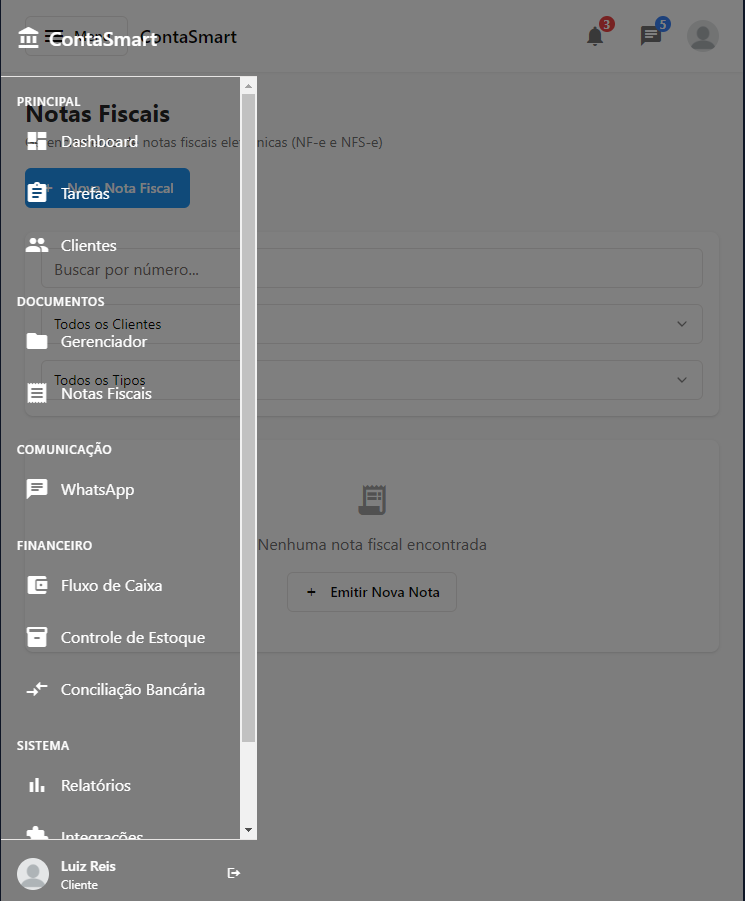 ContaSmart
Menu
ContaSmart
3
5
PRINCIPAL
Notas Fiscais
Dashboard
notas fiscais eletrônicas (NF-e e NFS-e)
+ Nova Nota Fiscal
Tarefas
Clientes
Buscar por número...
DOCUMENTOS
Todos os Clientes
Gerenciador
Todos os Tipos
Notas Fiscais
COMUNICAÇÃO
WhatsApp
FINANCEIRO
Nenhuma nota fiscal encontrada
Fluxo de Caixa
+ Emitir Nova Nota
Controle de Estoque
Conciliação Bancária
SISTEMA
Relatórios
Integrações
Luiz Reis
Cliente